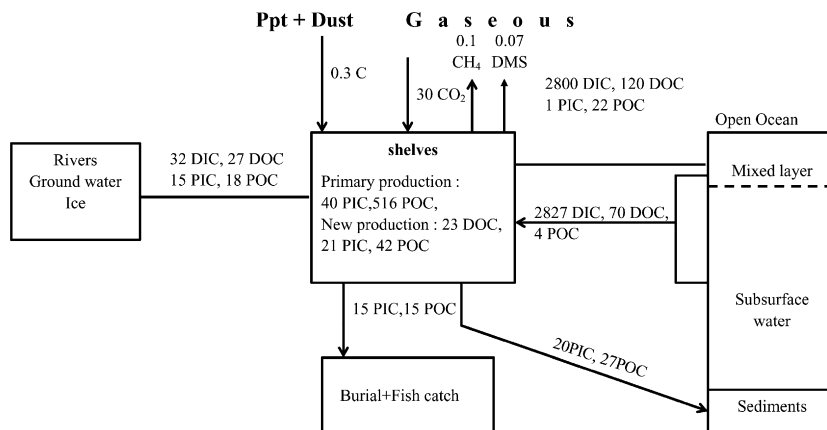 Ppt + Dust
G a s e o u s
0.3 C
30 CO₂
0.1
CH₄
0.07
DMS
2800 DIC, 120 DOC
1 PIC, 22 POC
Open Ocean
Rivers
Ground water
Ice
32 DIC, 27 DOC
15 PIC, 18 POC
shelves
Primary production :
40 PIC,516 POC,
New production : 23 DOC,
21 PIC, 42 POC
Mixed layer
2827 DIC, 70 DOC,
4 POC
Subsurface
water
15 PIC,15 POC
20PIC, 27POC
Burial+Fish catch
Sediments